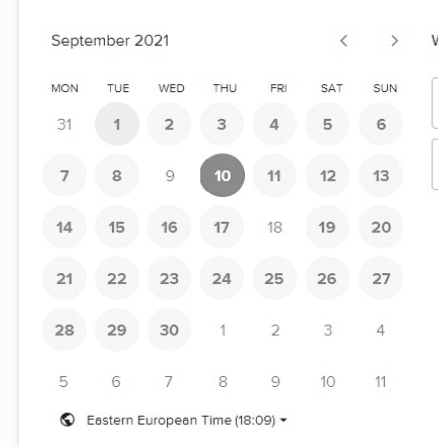 September 2021
MON TUE WED THU FRI SAT SUN
31 1 2 3 4 5 6
7 8 9 10 11 12 13
14 15 16 17 18 19 20
21 22 23 24 25 26 27
28 29 30 1 2 3 4
5 6 7 8 9 10 11
Eastern European Time (18:09)